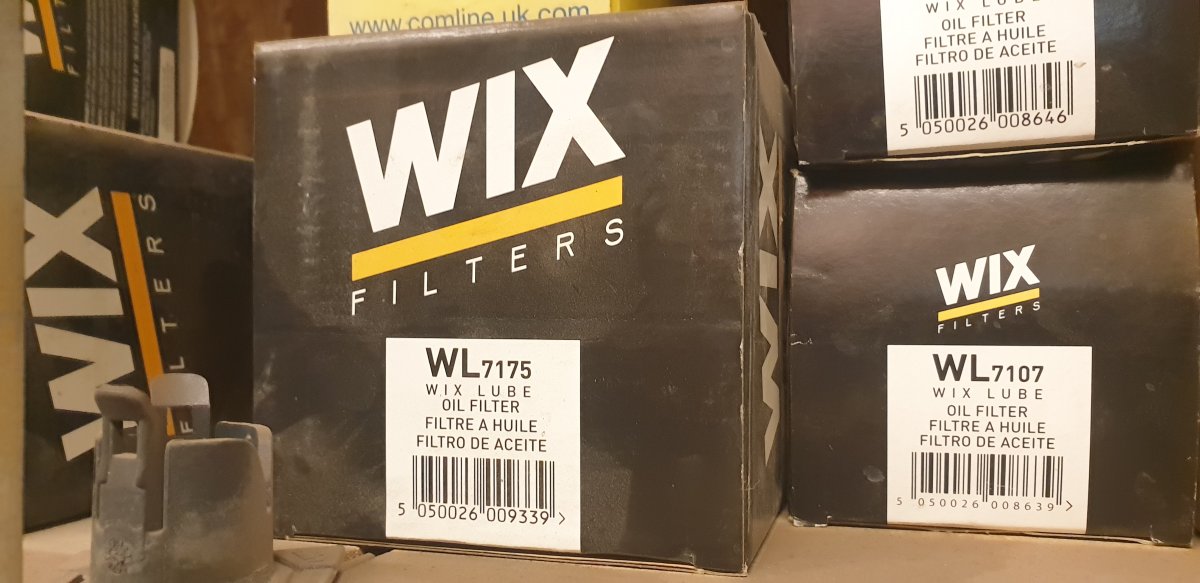 www.comline.uk.com
WIX
FILTERS
WL7175
WIX LUBE
OIL FILTER
FILTRE A HUILE
FILTRO DE ACEITE
5 050026 009339 >
WIX
WIX
FILTERS
WIX LUBE
OIL FILTER
FILTRE A HUILE
FILTRO DE ACEITE
5 050026 008646
WIX
FILTERS
WL7107
WIX LUBE
OIL FILTER
FILTRE A HUILE
FILTRO DE ACEITE
5 050026 008639 >